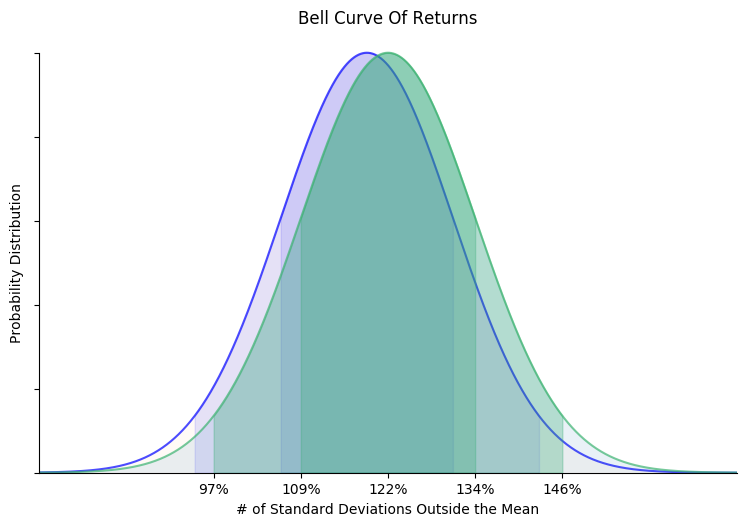 Bell Curve Of Returns
Probability Distribution
97% 109% 122% 134% 146%
# of Standard Deviations Outside the Mean